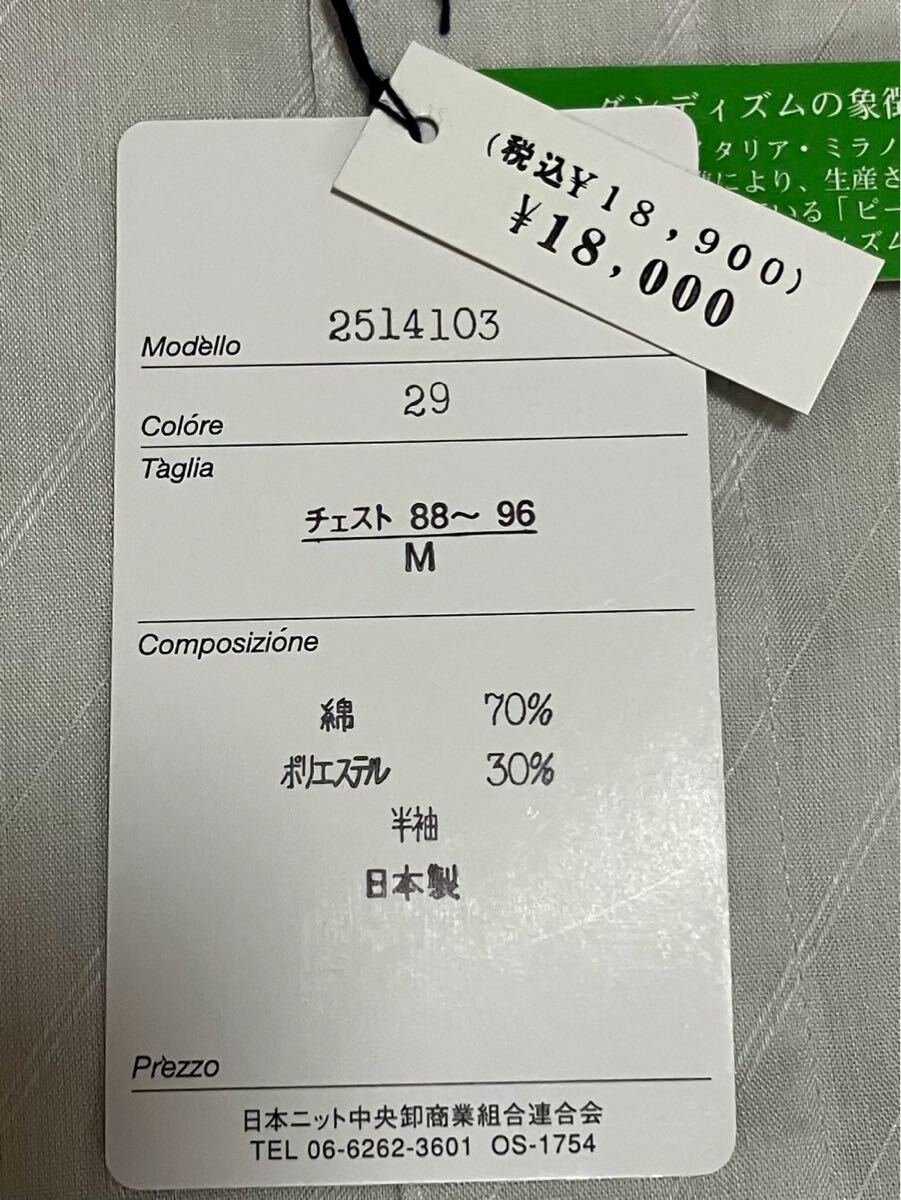 (税込¥18,900)
¥18,000
ダンディズムの象徴
タリア・ミラノ
により、生産さ
いる「ピー
ィズム
Modèllo 2514103
Colóre 29
Tàglia
チェスト 88〜 96
M
Composizióne
綿 70%
ポリエステル 30%
半袖
日本製
Prèzzo
日本ニット中央卸商業組合連合会
TEL 06-6262-3601 OS-1754